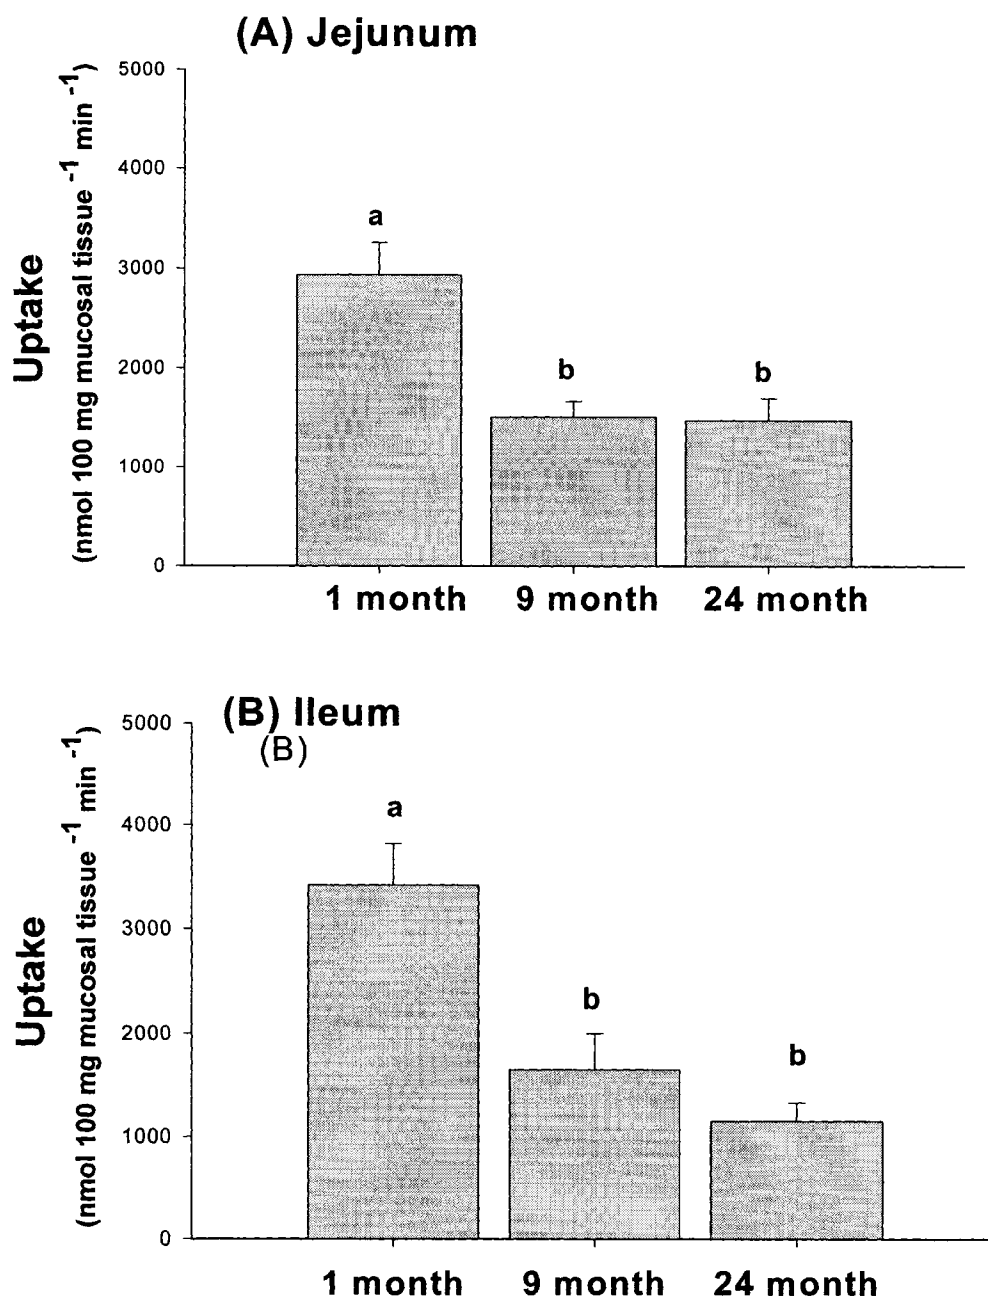 (A) Jejunum
Uptake
(nmol 100 mg mucosal tissue -1 min -1)
5000
4000
3000
2000
1000
0
a
b
b
1 month 9 month 24 month
(B) Ileum
(B)
Uptake
(nmol 100 mg mucosal tissue -1 min -1)
5000
4000
3000
2000
1000
0
a
b
b
1 month 9 month 24 month